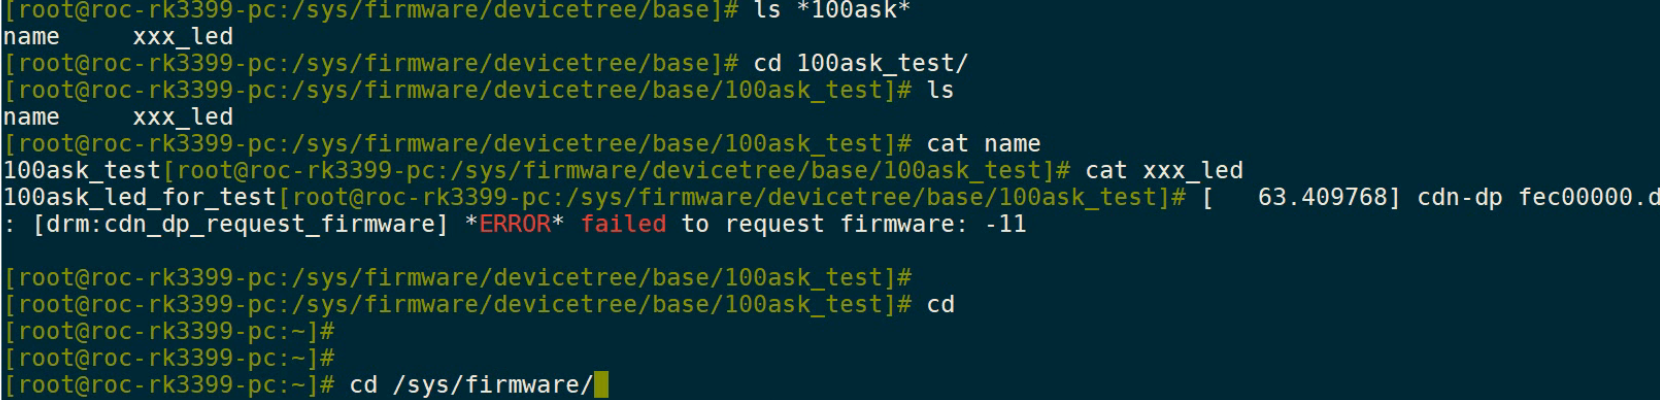 [root@roc-rk3399-pc:/sys/firmware/devicetree/base]# ls *100ask*
name     xxx_led
[root@roc-rk3399-pc:/sys/firmware/devicetree/base]# cd 100ask_test/
[root@roc-rk3399-pc:/sys/firmware/devicetree/base/100ask_test]# ls
name     xxx_led
[root@roc-rk3399-pc:/sys/firmware/devicetree/base/100ask_test]# cat name
100ask_test[root@roc-rk3399-pc:/sys/firmware/devicetree/base/100ask_test]# cat xxx_led
100ask_led_for_test[root@roc-rk3399-pc:/sys/firmware/devicetree/base/100ask_test]# [   63.409768] cdn-dp fec00000.d
: [drm:cdn_dp_request_firmware] *ERROR* failed to request firmware: -11
[root@roc-rk3399-pc:/sys/firmware/devicetree/base/100ask_test]#
[root@roc-rk3399-pc:/sys/firmware/devicetree/base/100ask_test]# cd
[root@roc-rk3399-pc:~]#
[root@roc-rk3399-pc:~]#
[root@roc-rk3399-pc:~]# cd /sys/firmware/